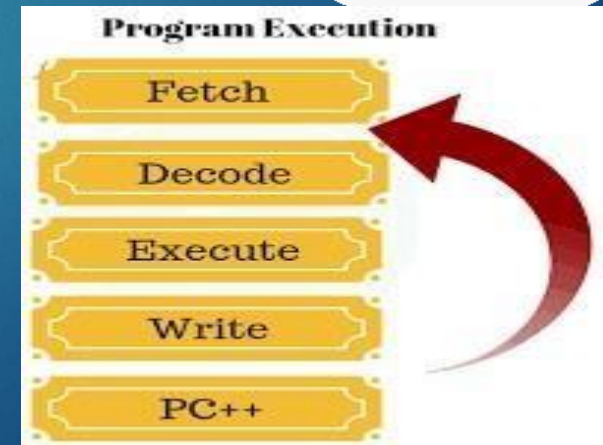 Program Execution
Fetch
Decode
Execute
Write
PC++